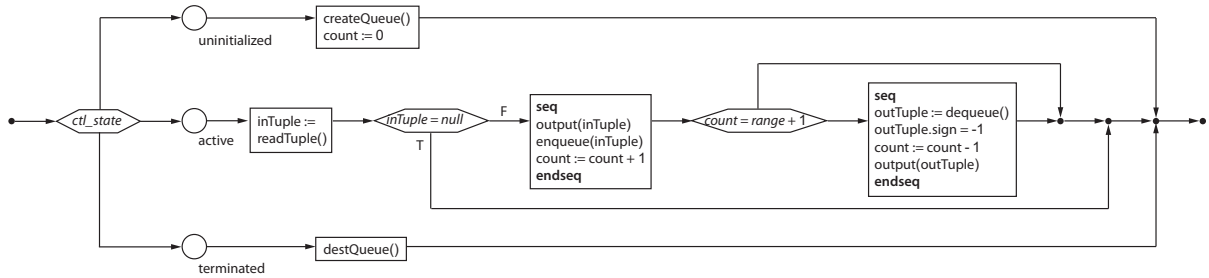 createQueue()
count := 0
uninitialized
ctl_state
active
inTuple :=
readTuple()
inTuple = null
F
T
seq
output(inTuple)
enqueue(inTuple)
count := count + 1
endseq
count = range + 1
seq
outTuple := dequeue()
outTuple.sign = -1
count := count - 1
output(outTuple)
endseq
terminated
destQueue()